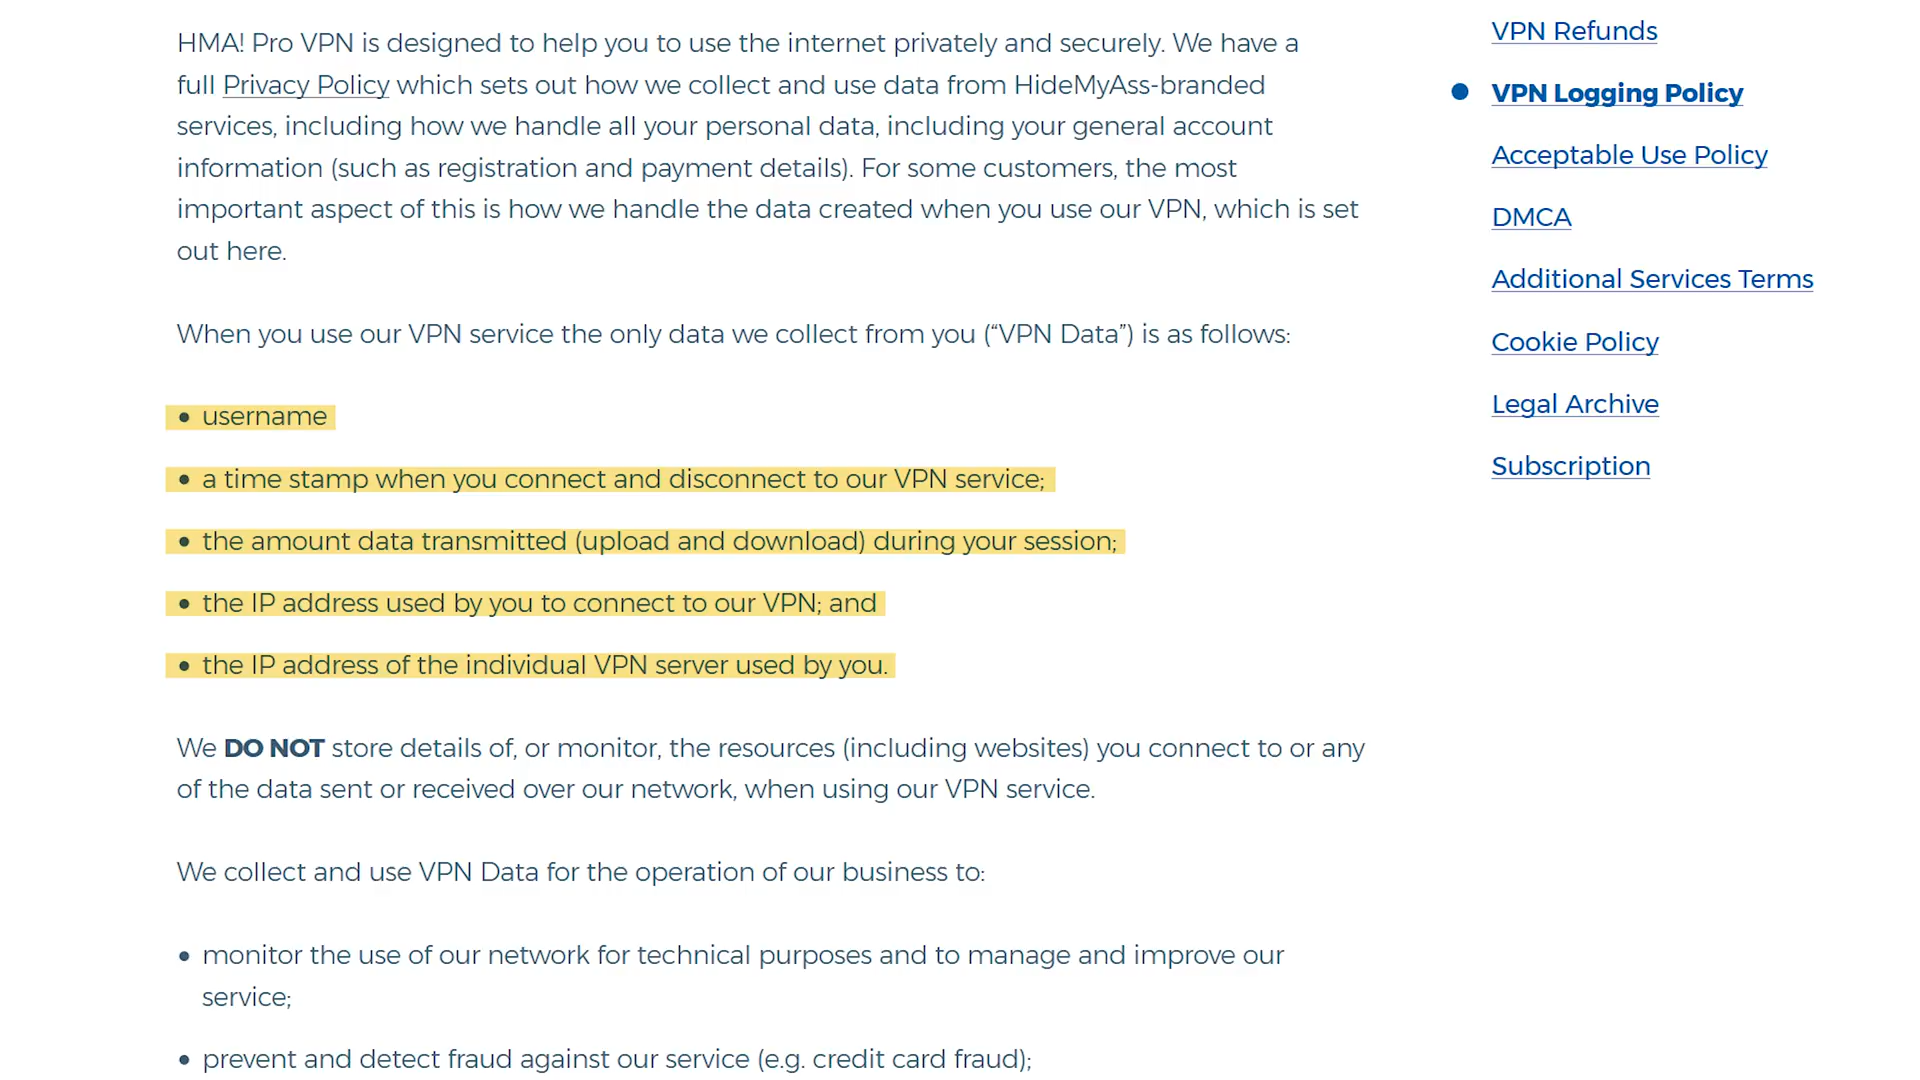 HMA! Pro VPN is designed to help you to use the internet privately and securely. We have a
full Privacy Policy which sets out how we collect and use data from HideMyAss-branded
services, including how we handle all your personal data, including your general account
information (such as registration and payment details). For some customers, the most
important aspect of this is how we handle the data created when you use our VPN, which is set
out here.
When you use our VPN service the only data we collect from you (“VPN Data”) is as follows:
• username
• a time stamp when you connect and disconnect to our VPN service;
• the amount data transmitted (upload and download) during your session;
• the IP address used by you to connect to our VPN; and
• the IP address of the individual VPN server used by you.
We DO NOT store details of, or monitor, the resources (including websites) you connect to or any
of the data sent or received over our network, when using our VPN service.
We collect and use VPN Data for the operation of our business to:
• monitor the use of our network for technical purposes and to manage and improve our
service;
• prevent and detect fraud against our service (e.g. credit card fraud);
VPN Refunds
• VPN Logging Policy
Acceptable Use Policy
DMCA
Additional Services Terms
Cookie Policy
Legal Archive
Subscription